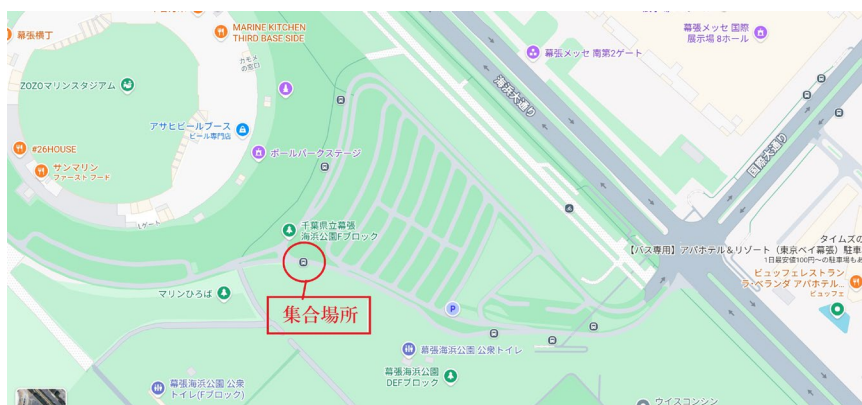 幕張横丁
MARINE KITCHEN
THIRD BASE SIDE
カモメ
の窓口
幕張メッセ 国際
展示場 8ホール
幕張メッセ 南第2ゲート
ZOZOマリンスタジアム
海浜大通り
アサヒビールブース
ビール専門店
#26HOUSE
サンマリン
ファーストフード
ボールパークステージ
国際大通り
Lゲート
千葉県立幕張
海浜公園Fブロック
タイムズの
【バス専用】アパホテル&リゾート（東京ベイ幕張）駐車
1日最安値100円～の駐車場もあ
ビュッフェレストラン
ラ・ベランダ アパホテル...
ビュッフェ
マリンひろば
集合場所
P
幕張海浜公園 公衆トイレ
幕張海浜公園
DEFブロック
幕張海浜公園 公衆
トイレ(Fブロック)
ウイスコンシン